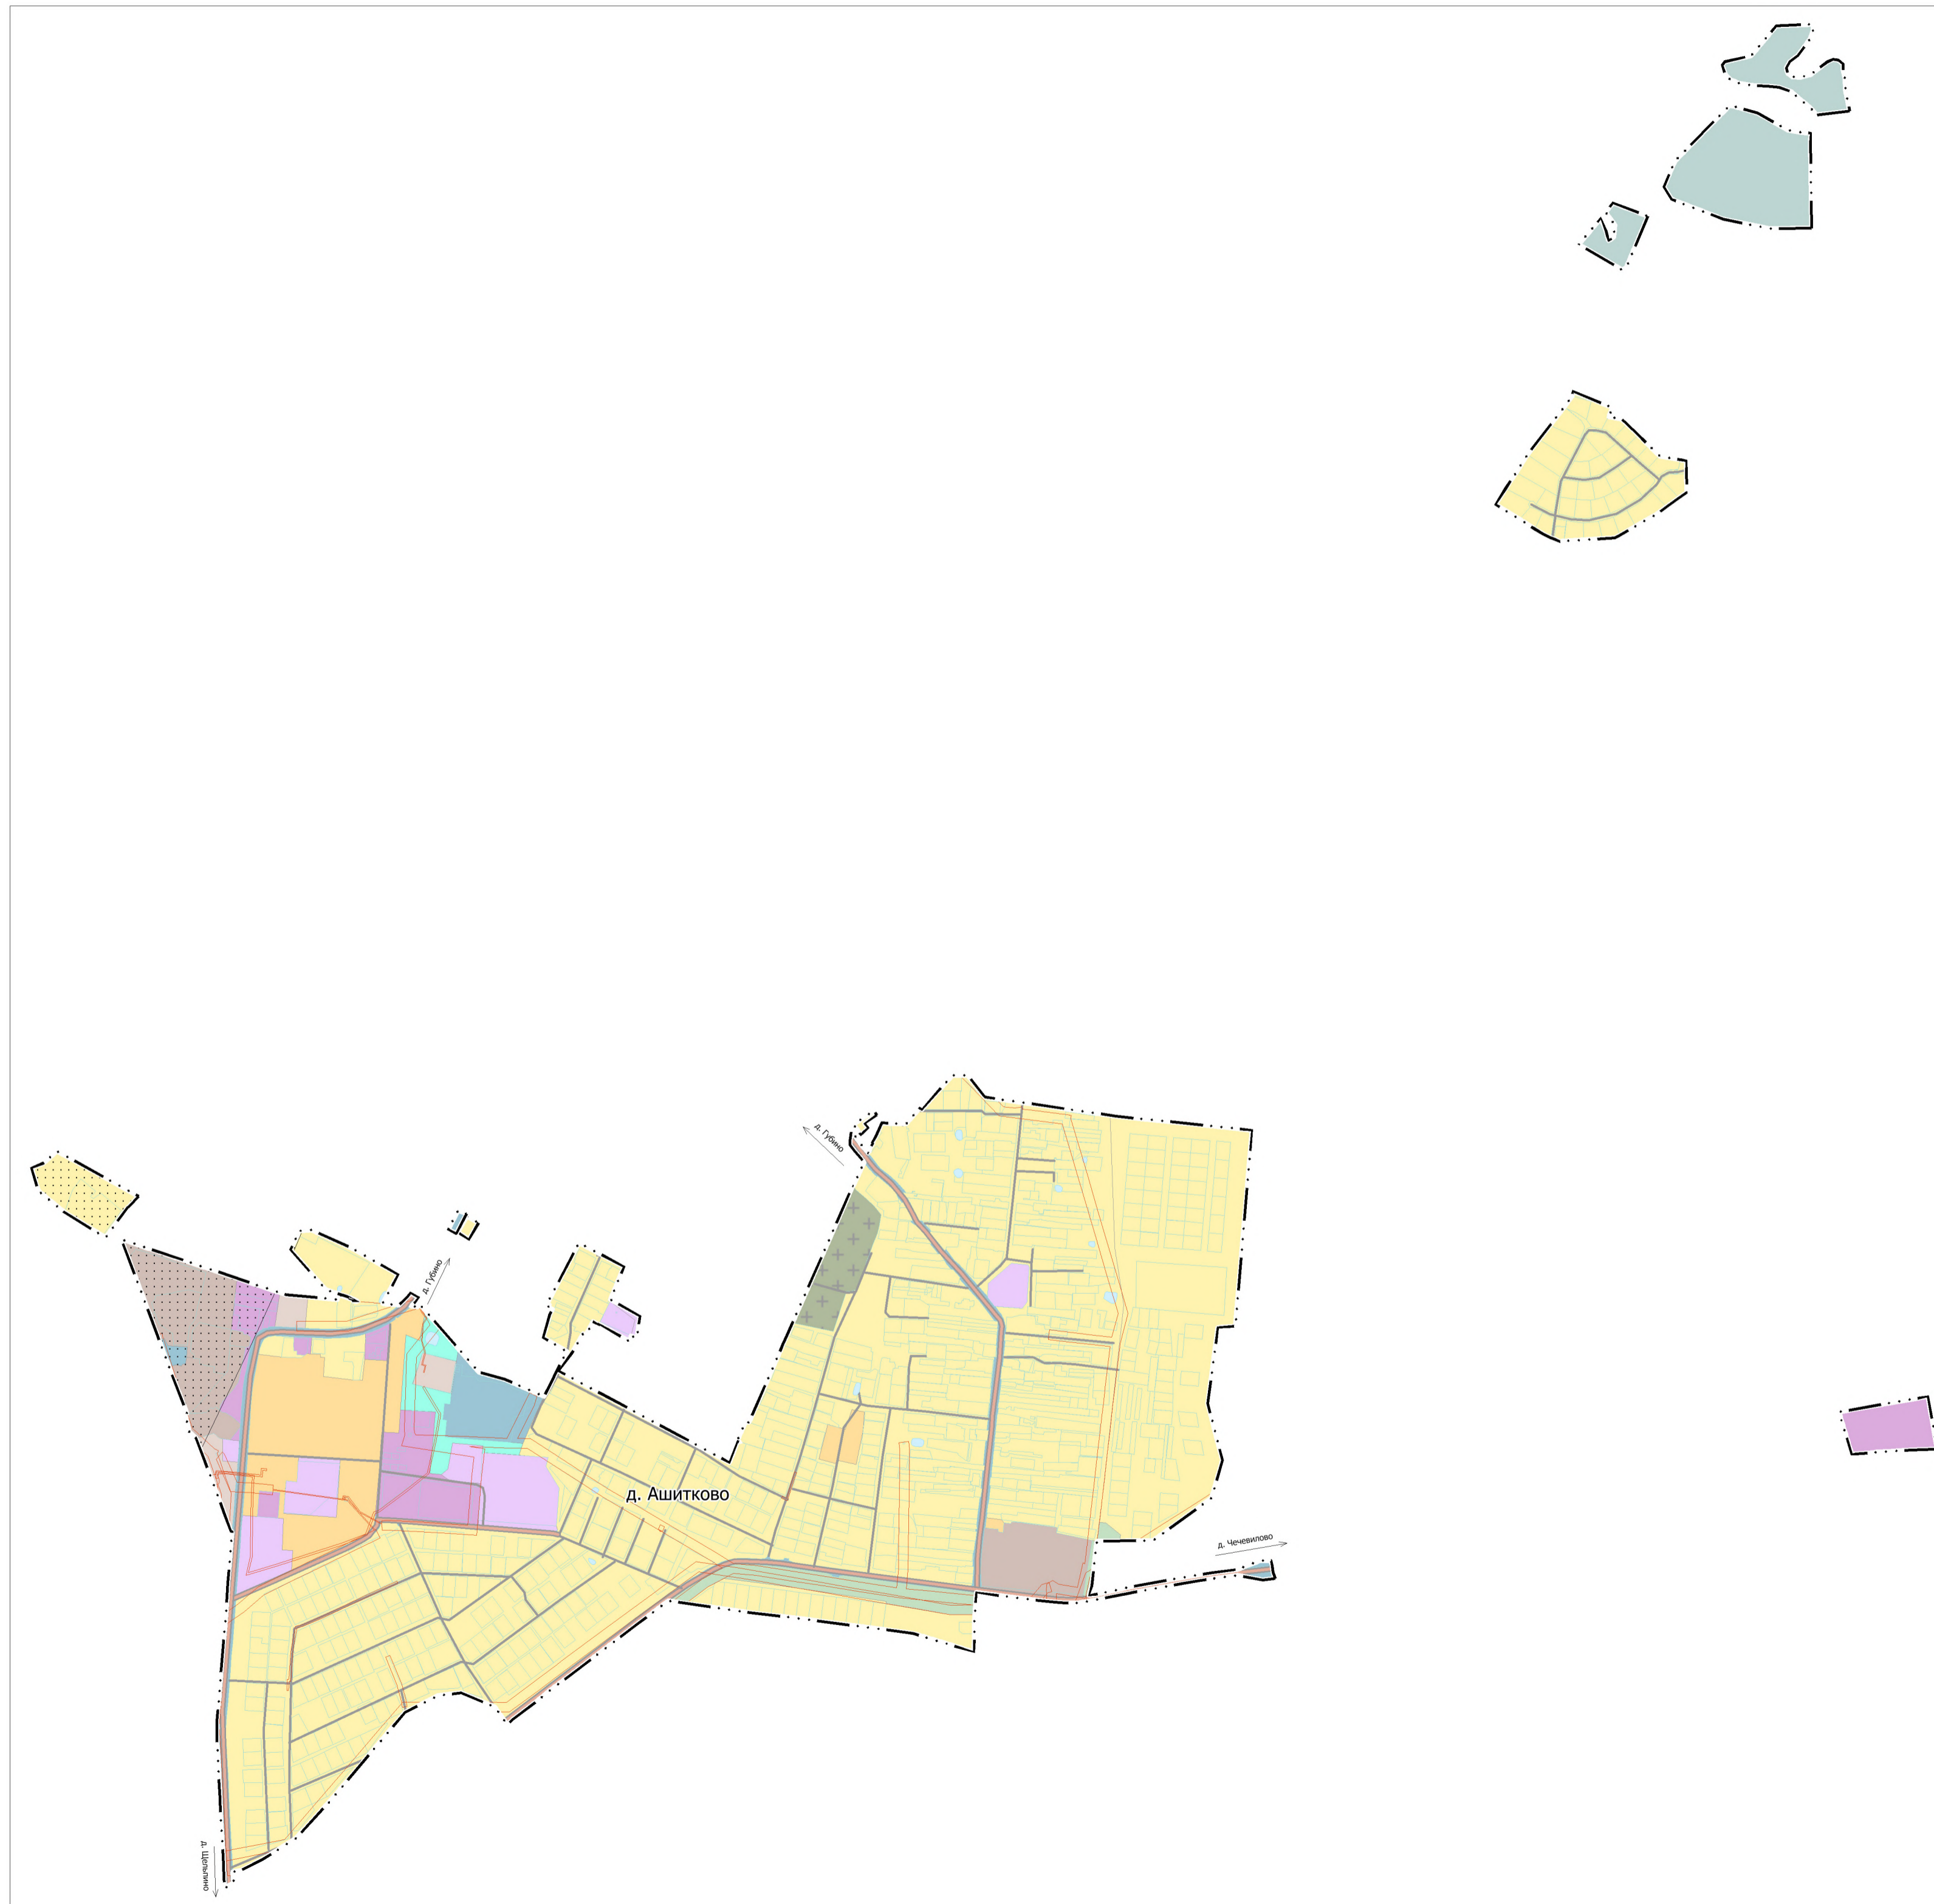 д. Губино
д. Губино
д. Ашитково
д. Чечевилово
д. Щельпино